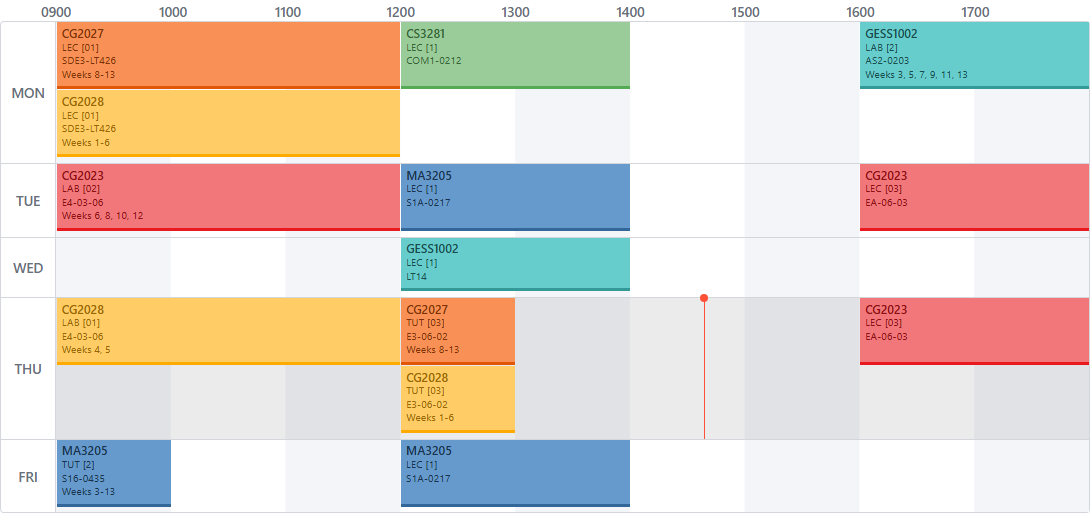 0900 1000 1100 1200 1300 1400 1500 1600 1700
MON
CG2027
LEC [01]
SDE3-LT426
Weeks 8-13
CS3281
LEC [1]
COM1-0212
GESS1002
LAB [2]
AS2-0203
Weeks 3, 5, 7, 9, 11, 13
CG2028
LEC [01]
SDE3-LT426
Weeks 1-6
TUE
CG2023
LAB [02]
E4-03-06
Weeks 6, 8, 10, 12
MA3205
LEC [1]
S1A-0217
CG2023
LEC [03]
EA-06-03
WED
GESS1002
LEC [1]
LT14
THU
CG2028
LAB [01]
E4-03-06
Weeks 4, 5
CG2027
TUT [03]
E3-06-02
Weeks 8-13
CG2023
LEC [03]
EA-06-03
CG2028
TUT [03]
E3-06-02
Weeks 1-6
FRI
MA3205
TUT [2]
S16-0435
Weeks 3-13
MA3205
LEC [1]
S1A-0217